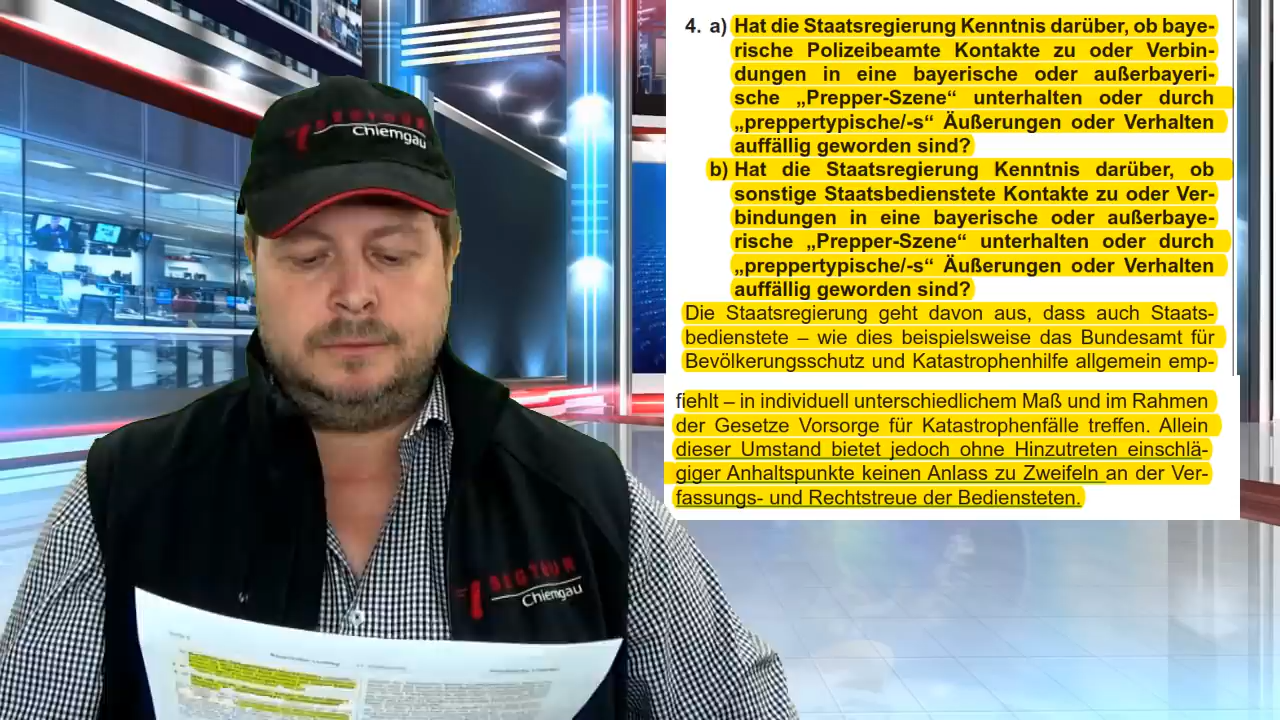 Chiemgau
SIGTHOR
Chiemgau
4. a) Hat die Staatsregierung Kenntnis darüber, ob baye-
rische Polizeibeamte Kontakte zu oder Verbin-
dungen in eine bayerische oder außerbayeri-
sche „Prepper-Szene“ unterhalten oder durch
„preppertypische/-s“ Äußerungen oder Verhalten
auffällig geworden sind?
b) Hat die Staatsregierung Kenntnis darüber, ob
sonstige Staatsbedienstete Kontakte zu oder Ver-
bindungen in eine bayerische oder außerbaye-
rische „Prepper-Szene“ unterhalten oder durch
„preppertypische/-s“ Äußerungen oder Verhalten
auffällig geworden sind?
Die Staatsregierung geht davon aus, dass auch Staats-
bedienstete – wie dies beispielsweise das Bundesamt für
Bevölkerungsschutz und Katastrophenhilfe allgemein emp-
fiehlt – in individuell unterschiedlichem Maß und im Rahmen
der Gesetze Vorsorge für Katastrophenfälle treffen. Allein
dieser Umstand bietet jedoch ohne Hinzutreten einschlä-
giger Anhaltspunkte keinen Anlass zu Zweifeln an der Ver-
fassungs- und Rechtstreue der Bediensteten.